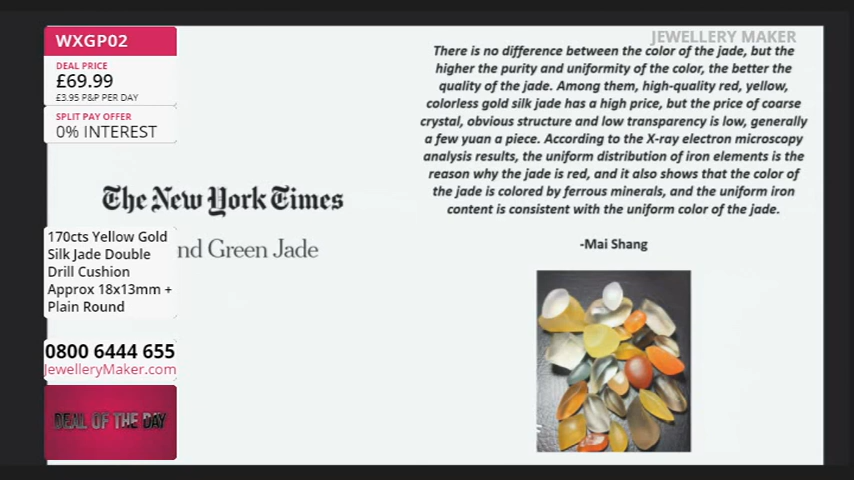 WXGP02
DEAL PRICE
£69.99
£3.95 P&P PER DAY
SPLIT PAY OFFER
0% INTEREST
The New York Times
nd Green Jade
170cts Yellow Gold
Silk Jade Double
Drill Cushion
Approx 18x13mm +
Plain Round
0800 6444 655
JewelleryMaker.com
DEAL OF THE DAY
JEWELLERY MAKER
There is no difference between the color of the jade, but the
higher the purity and uniformity of the color, the better the
quality of the jade. Among them, high-quality red, yellow,
colorless gold silk jade has a high price, but the price of coarse
crystal, obvious structure and low transparency is low, generally
a few yuan a piece. According to the X-ray electron microscopy
analysis results, the uniform distribution of iron elements is the
reason why the jade is red, and it also shows that the color of
the jade is colored by ferrous minerals, and the uniform iron
content is consistent with the uniform color of the jade.
-Mai Shang